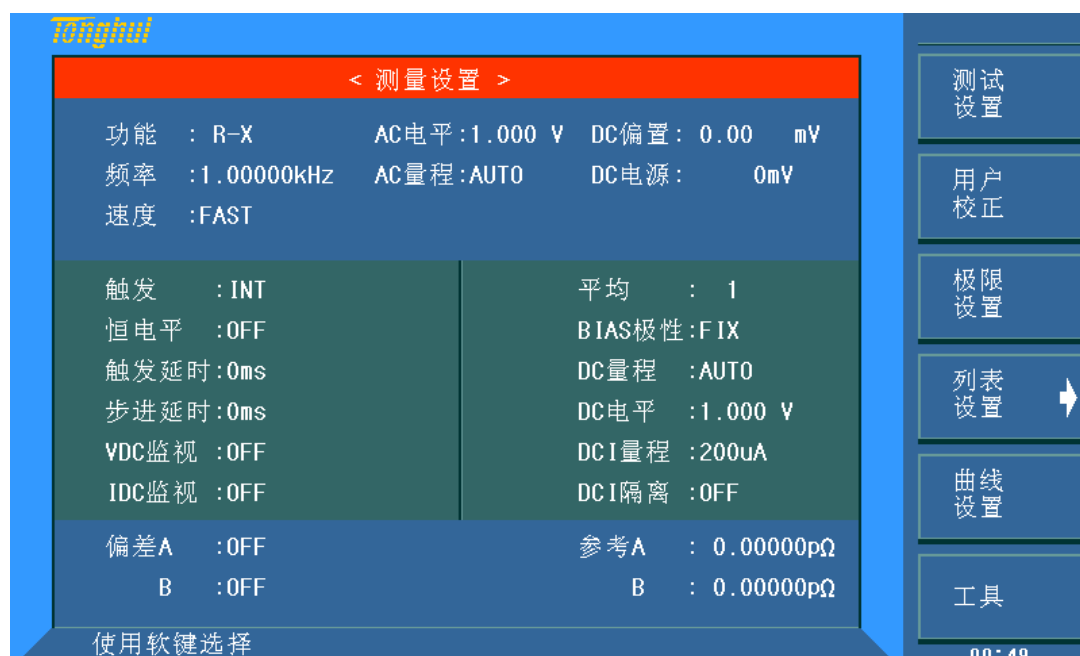 Tonghui
< 测量设置 >
功能 : R-X AC电平:1.000 V DC偏置: 0.00 mV
频率 :1.00000kHz AC量程:AUTO DC电源: 0mV
速度 :FAST
触发 :INT 平均 : 1
恒电平 :OFF BIAS极性:FIX
触发延时:0ms DC量程 :AUTO
步进延时:0ms DC电平 :1.000 V
VDC监视 :OFF DCI量程 :200uA
IDC监视 :OFF DCI隔离 :OFF
偏差A :OFF 参考A : 0.00000pΩ
B :OFF B : 0.00000pΩ
使用软键选择
测试
设置
用户
校正
极限
设置
列表
设置
曲线
设置
工具